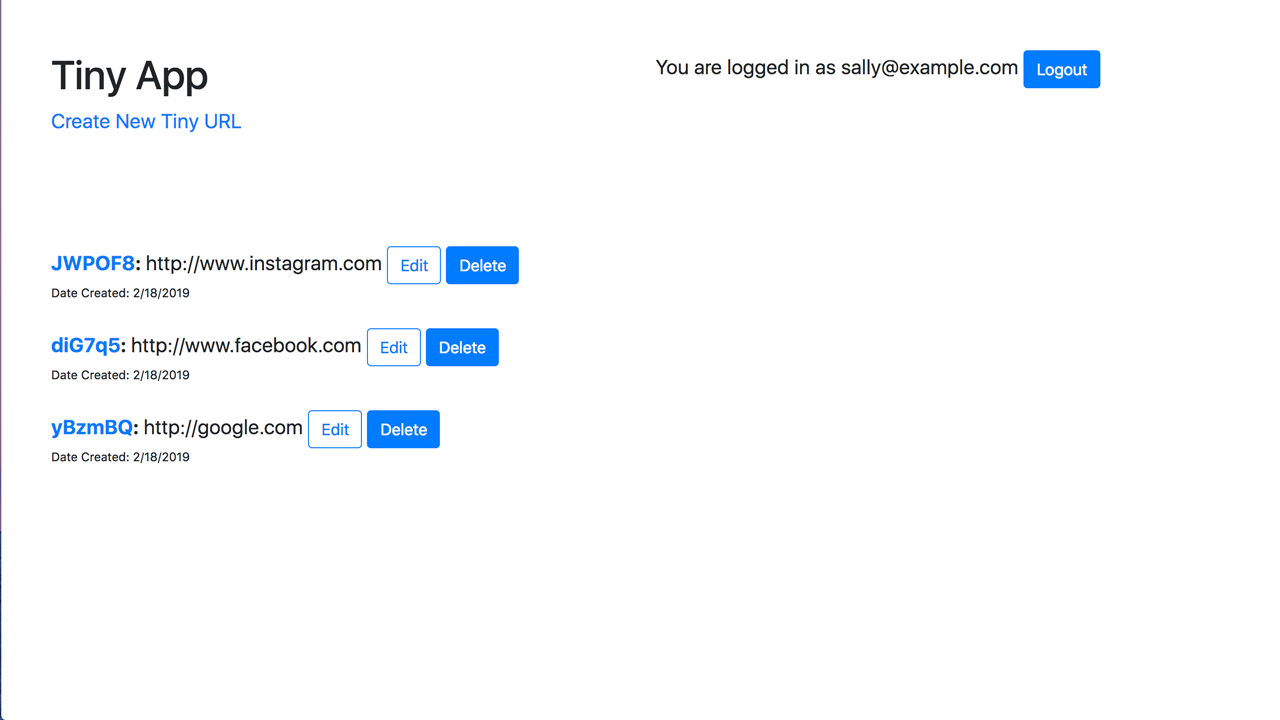 Tiny App
You are logged in as sally@example.com Logout
Create New Tiny URL
JWPOF8: http://www.instagram.com Edit Delete
Date Created: 2/18/2019
diG7q5: http://www.facebook.com Edit Delete
Date Created: 2/18/2019
yBzmBQ: http://google.com Edit Delete
Date Created: 2/18/2019